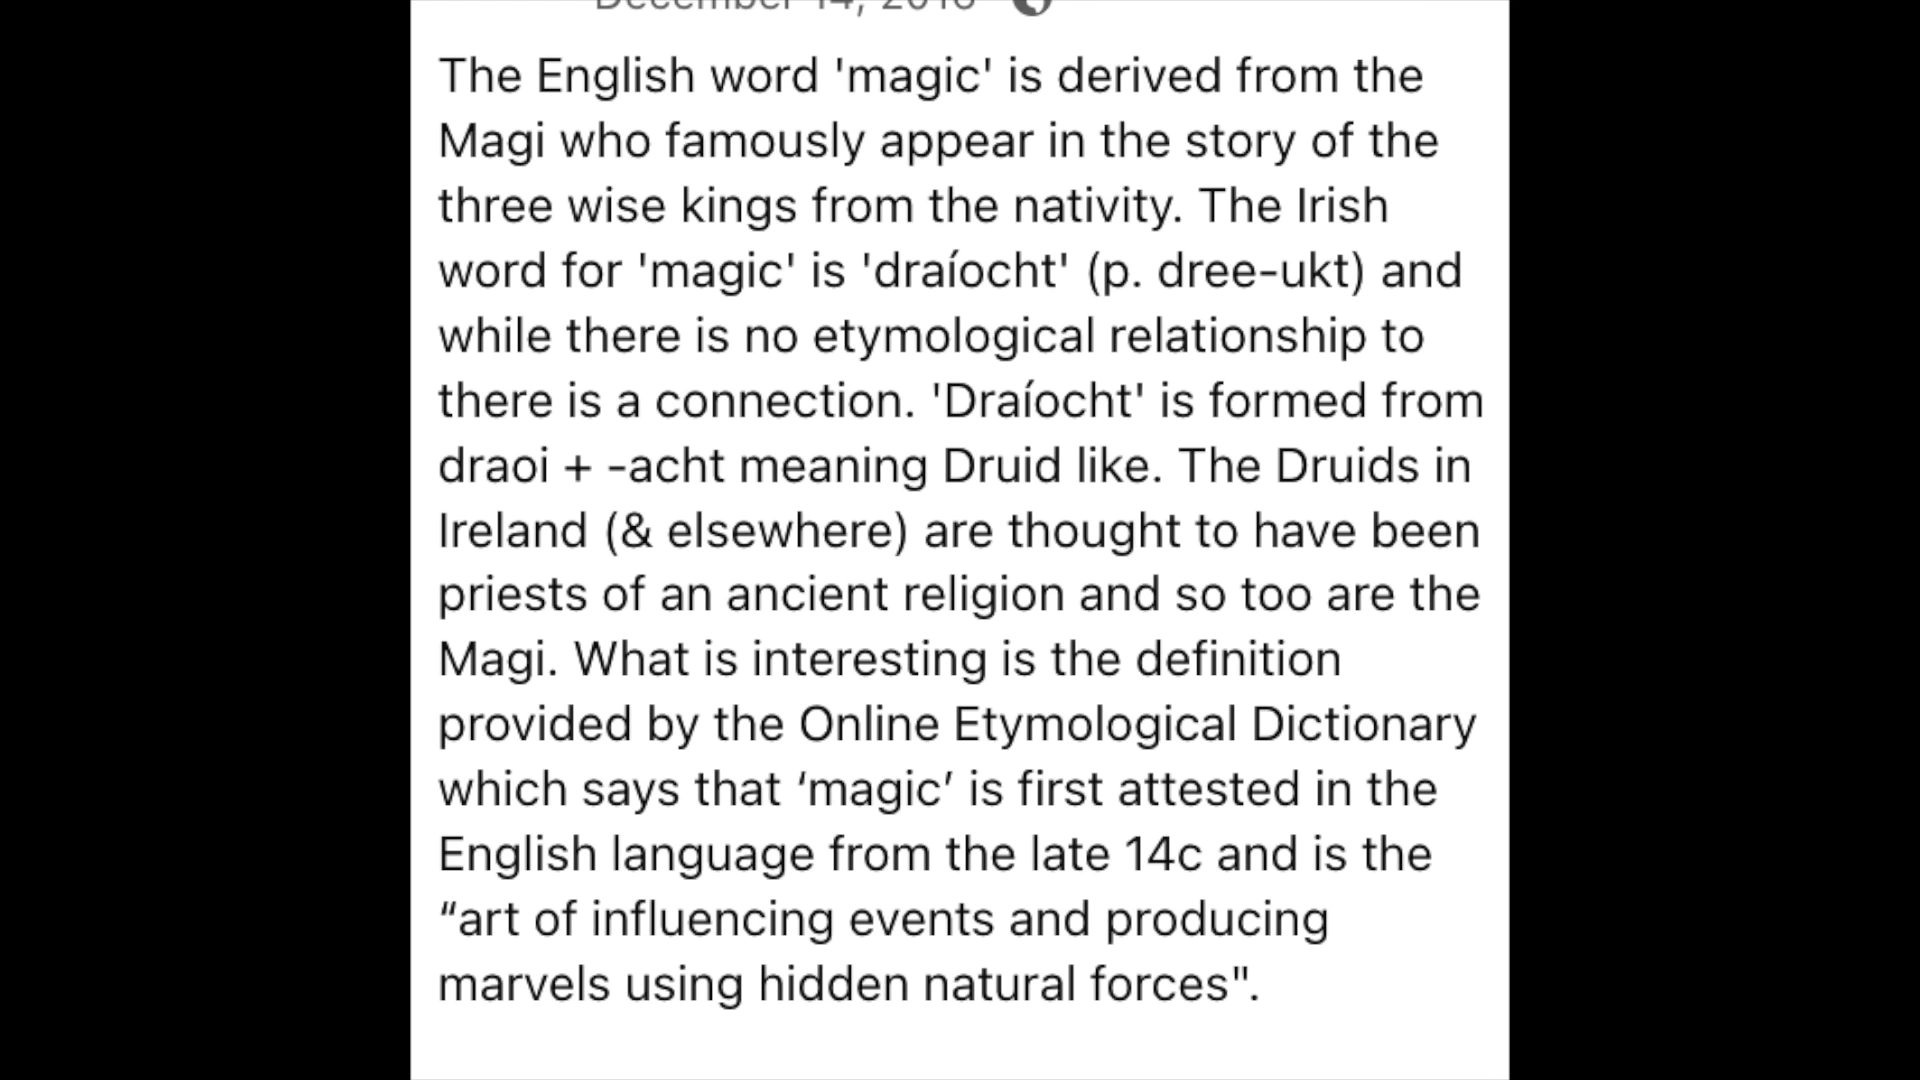 December 14, 2018
The English word 'magic' is derived from the
Magi who famously appear in the story of the
three wise kings from the nativity. The Irish
word for 'magic' is 'draíocht' (p. dree-ukt) and
while there is no etymological relationship to
there is a connection. 'Draíocht' is formed from
draoi + -acht meaning Druid like. The Druids in
Ireland (& elsewhere) are thought to have been
priests of an ancient religion and so too are the
Magi. What is interesting is the definition
provided by the Online Etymological Dictionary
which says that ‘magic’ is first attested in the
English language from the late 14c and is the
“art of influencing events and producing
marvels using hidden natural forces".